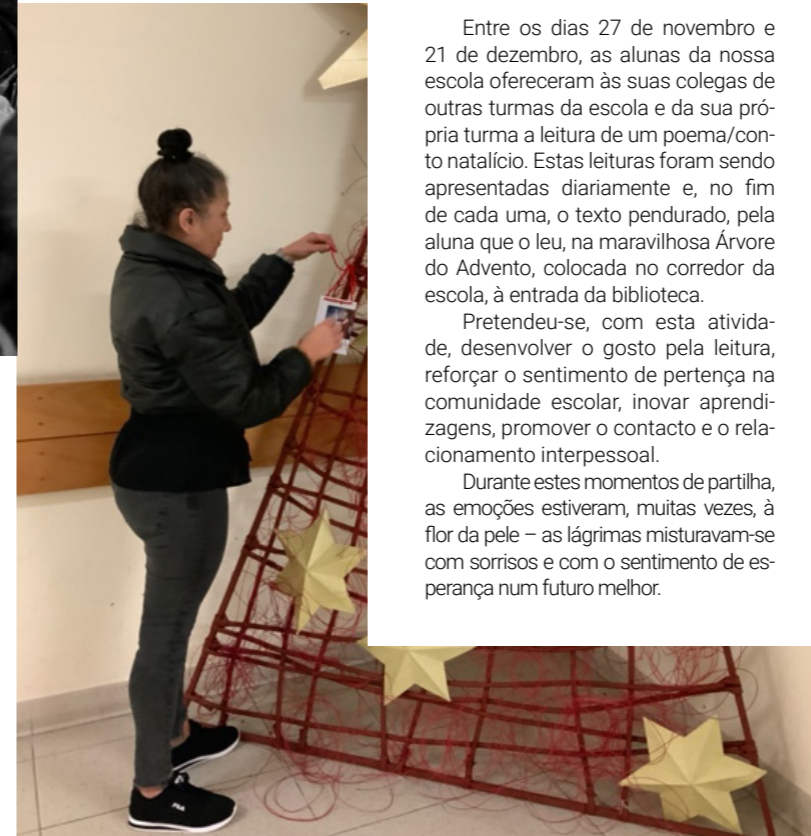 Entre os dias 27 de novembro e
21 de dezembro, as alunas da nossa
escola ofereceram às suas colegas de
outras turmas da escola e da sua pró-
pria turma a leitura de um poema/con-
to natalício. Estas leituras foram sendo
apresentadas diariamente e, no fim
de cada uma, o texto pendurado, pela
aluna que o leu, na maravilhosa Árvore
do Advento, colocada no corredor da
escola, à entrada da biblioteca.
Pretendeu-se, com esta ativida-
de, desenvolver o gosto pela leitura,
reforçar o sentimento de pertença na
comunidade escolar, inovar aprendi-
zagens, promover o contacto e o rela-
cionamento interpessoal.
Durante estes momentos de partilha,
as emoções estiveram, muitas vezes, à
flor da pele – as lágrimas misturavam-se
com sorrisos e com o sentimento de es-
perança num futuro melhor.
FILA